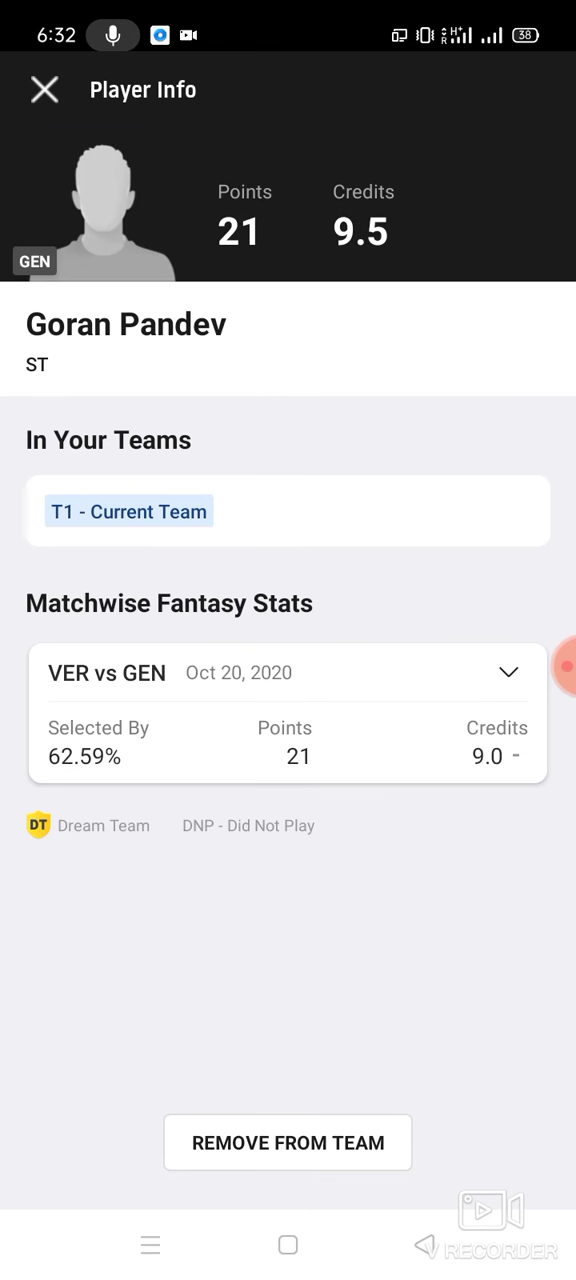 6:32
H+
R
38
Player Info
Points
Credits
21
9.5
GEN
Goran Pandev
ST
In Your Teams
T1 - Current Team
Matchwise Fantasy Stats
VER vs GEN Oct 20, 2020
Selected By
Points
Credits
62.59%
21
9.0 -
DT Dream Team DNP - Did Not Play
REMOVE FROM TEAM
V RECORDER